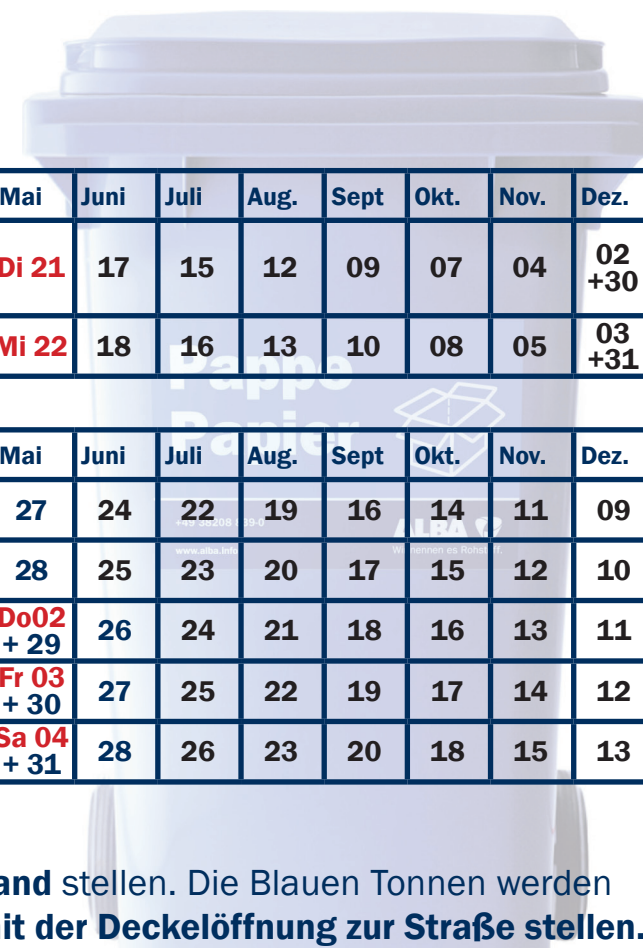 Mai Juni Juli Aug. Sept Okt. Nov. Dez.
Di 21 17 15 12 09 07 04 02 +30
Mi 22 18 16 13 10 08 05 03 +31
Pappe
Papier
Mai Juni Juli Aug. Sept Okt. Nov. Dez.
27 24 22 19 16 14 11 09
ALBA
www.alba.info
28 25 23 20 17 15 12 10
Do02 + 29 26 24 21 18 16 13 11
Fr 03 + 30 27 25 22 19 17 14 12
Sa 04 + 31 28 26 23 20 18 15 13
stellen. Die Blauen Tonnen werden
der Deckelöffnung zur Straße stellen.